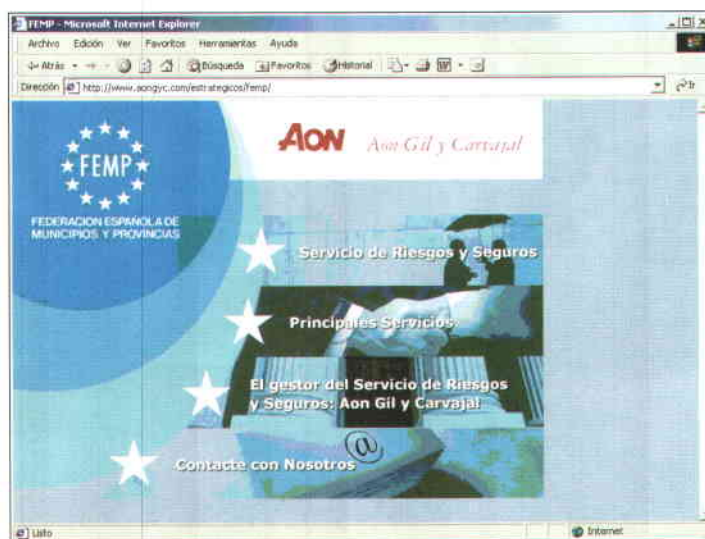 FEMP - Microsoft Internet Explorer
Archivo Edición Ver Favoritos Herramientas Ayuda
Atrás Búsqueda Favoritos Historial
Dirección http://www.aongyc.com/estrategicos/femp/ Ir
AON Aon Gil y Carvajal
FEMP
FEDERACION ESPAÑOLA DE
MUNICIPIOS Y PROVINCIAS
Servicio de Riesgos y Seguros
Principales Servicios
El gestor del Servicio de Riesgos
y Seguros: Aon Gil y Carvajal
@
Contacte con Nosotros
Listo Internet